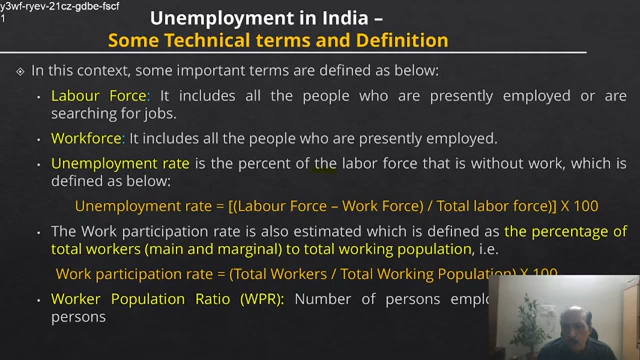 y3wf-ryev-21cz-gdbe-fscf
1
Unemployment in India –
Some Technical terms and Definition
In this context, some important terms are defined as below:
• Labour Force: It includes all the people who are presently employed or are
searching for jobs.
• Workforce: It includes all the people who are presently employed.
• Unemployment rate is the percent of the labor force that is without work, which is
defined as below:
Unemployment rate = [(Labour Force – Work Force) / Total labor force)] X 100
• The Work participation rate is also estimated which is defined as the percentage of
total workers (main and marginal) to total working population, i.e.
Work participation rate = (Total Workers / Total Working Population) X 100
• Worker Population Ratio (WPR): Number of persons
persons